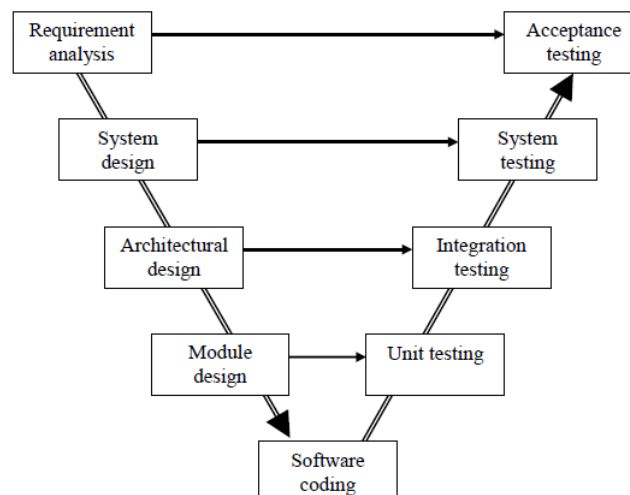 Requirement
analysis
Acceptance
testing
System
design
System
testing
Architectural
design
Integration
testing
Module
design
Unit testing
Software
coding